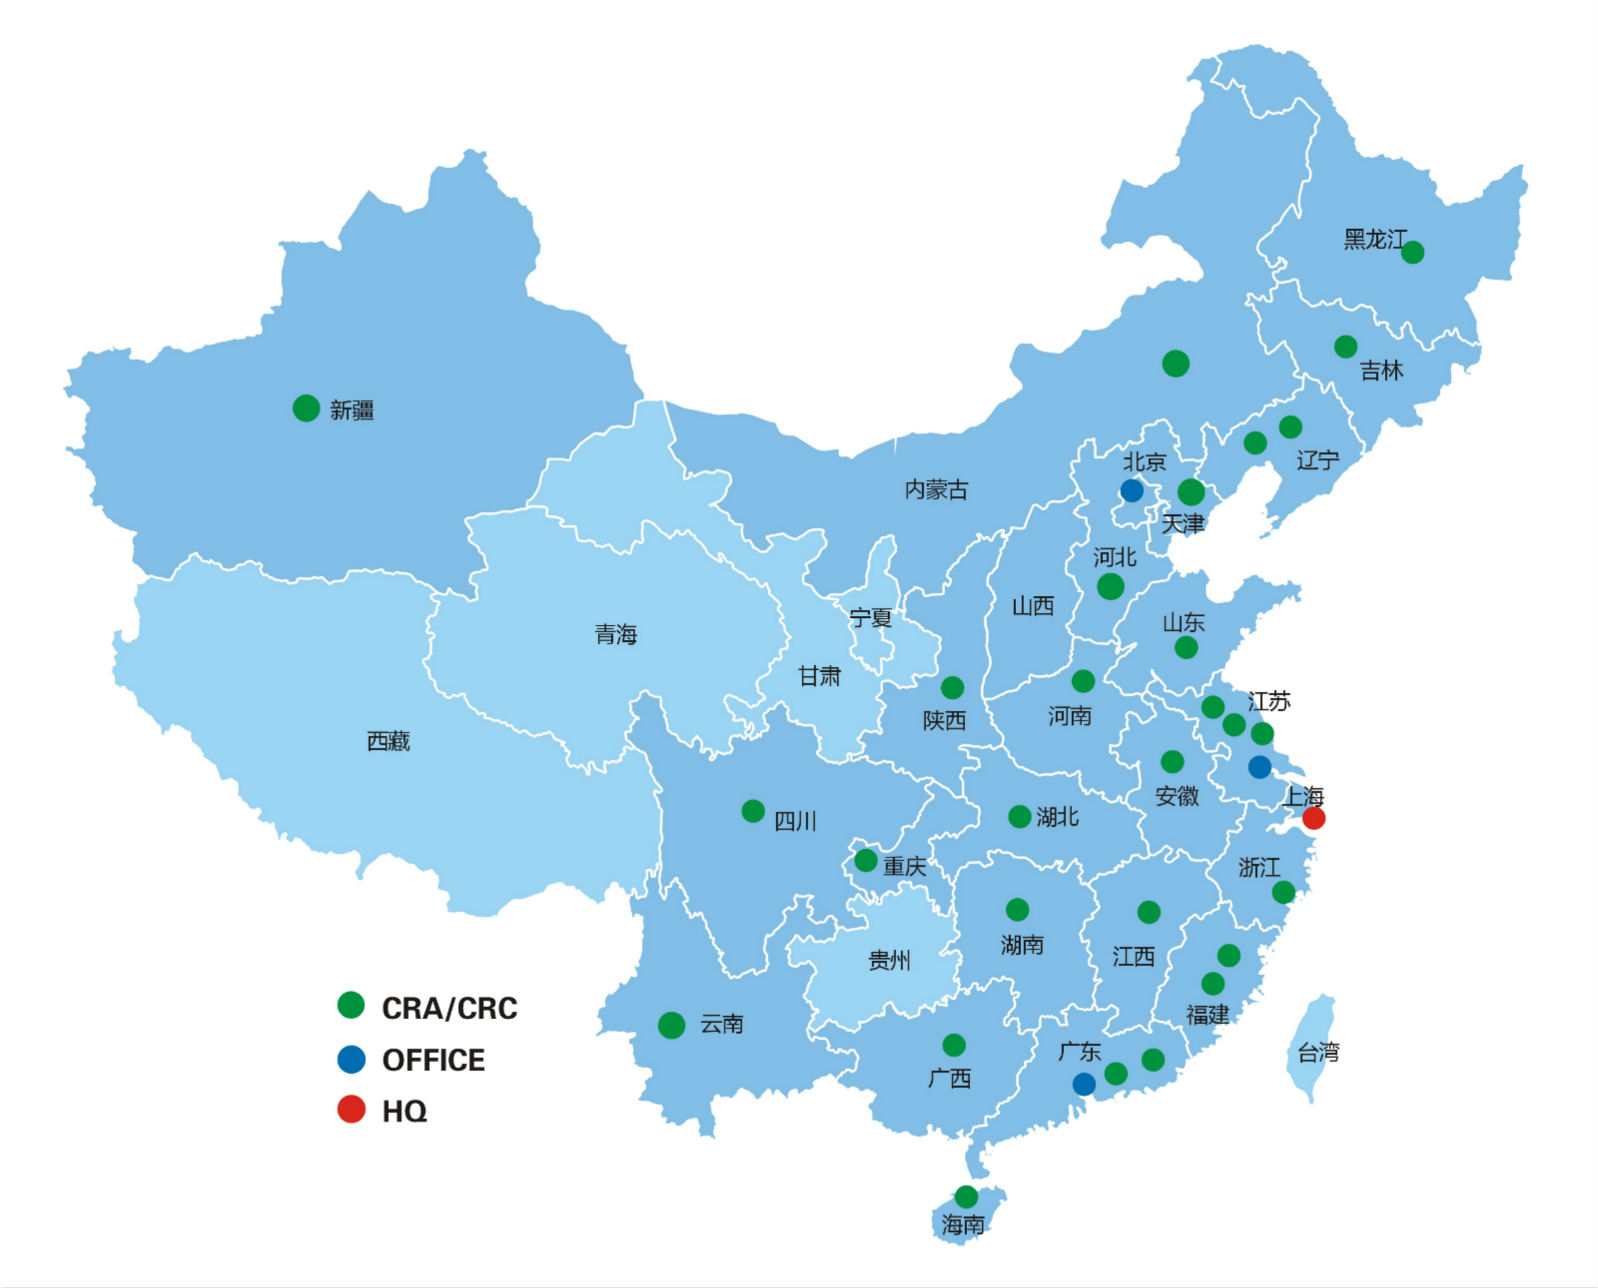 黑龙江
吉林
新疆
辽宁
北京
内蒙古
天津
河北
山西
宁夏
山东
青海
甘肃
江苏
河南
陕西
西藏
安徽
上海
湖北
四川
重庆
浙江
湖南
江西
贵州
福建
云南
广东
台湾
广西
海南
CRA/CRC
OFFICE
HQ